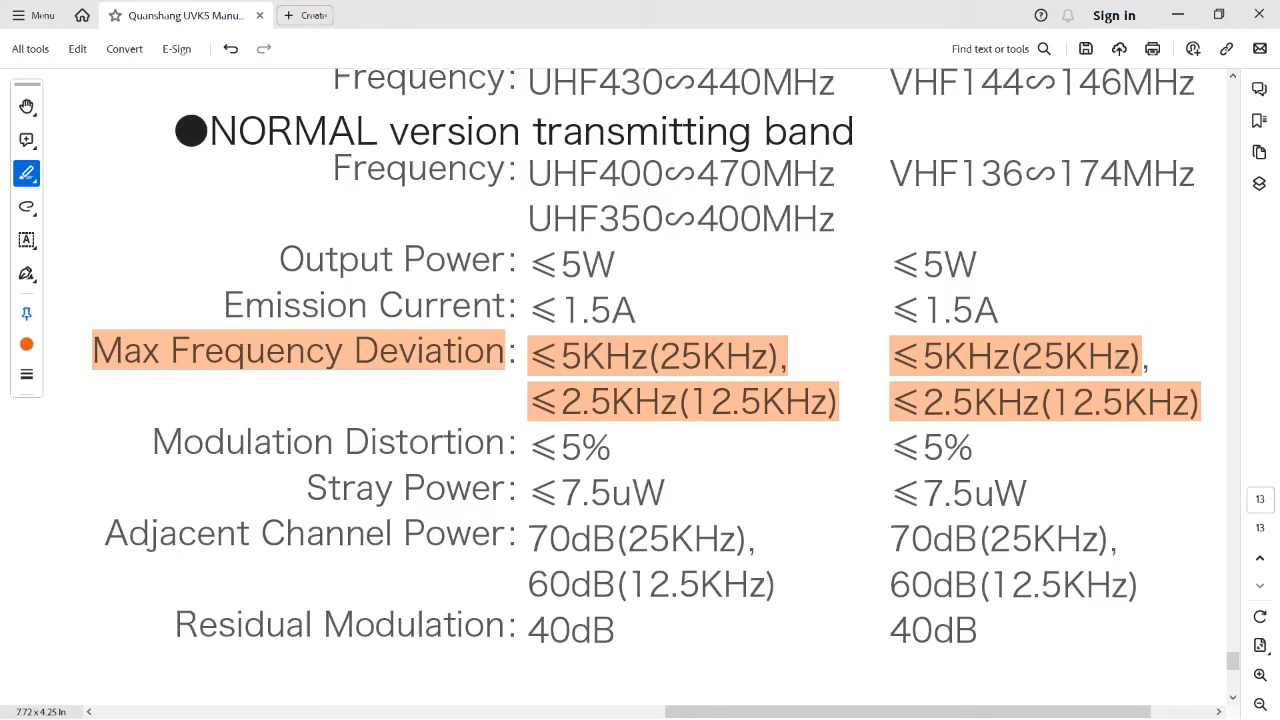 Menu
Quanshang UVK5 Manu...
Create
Sign in
All tools
Edit
Convert
E-Sign
Find text or tools
Frequency: UHF430∽440MHz VHF144∽146MHz
●NORMAL version transmitting band
Frequency: UHF400∽470MHz VHF136∽174MHz
UHF350∽400MHz
Output Power: ⩽5W ⩽5W
Emission Current: ⩽1.5A ⩽1.5A
Max Frequency Deviation: ⩽5KHz(25KHz), ⩽5KHz(25KHz),
⩽2.5KHz(12.5KHz) ⩽2.5KHz(12.5KHz)
Modulation Distortion: ⩽5% ⩽5%
Stray Power: ⩽7.5uW ⩽7.5uW
Adjacent Channel Power: 70dB(25KHz), 70dB(25KHz),
60dB(12.5KHz) 60dB(12.5KHz)
Residual Modulation: 40dB 40dB
13
13
7.72 x 4.25 In